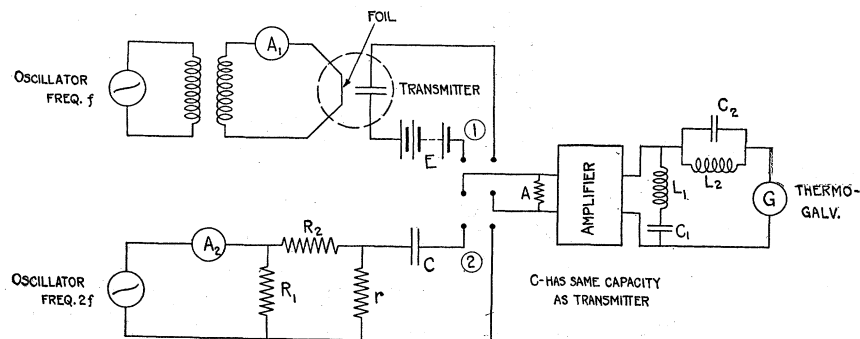 FOIL
A1
OSCILLATOR
FREQ. f
TRANSMITTER
E
1
A
AMPLIFIER
C2
L2
L1
C1
G
THERMO-
GALV.
A2
R2
R1
r
C
2
OSCILLATOR
FREQ. 2f
C-HAS SAME CAPACITY
AS TRANSMITTER